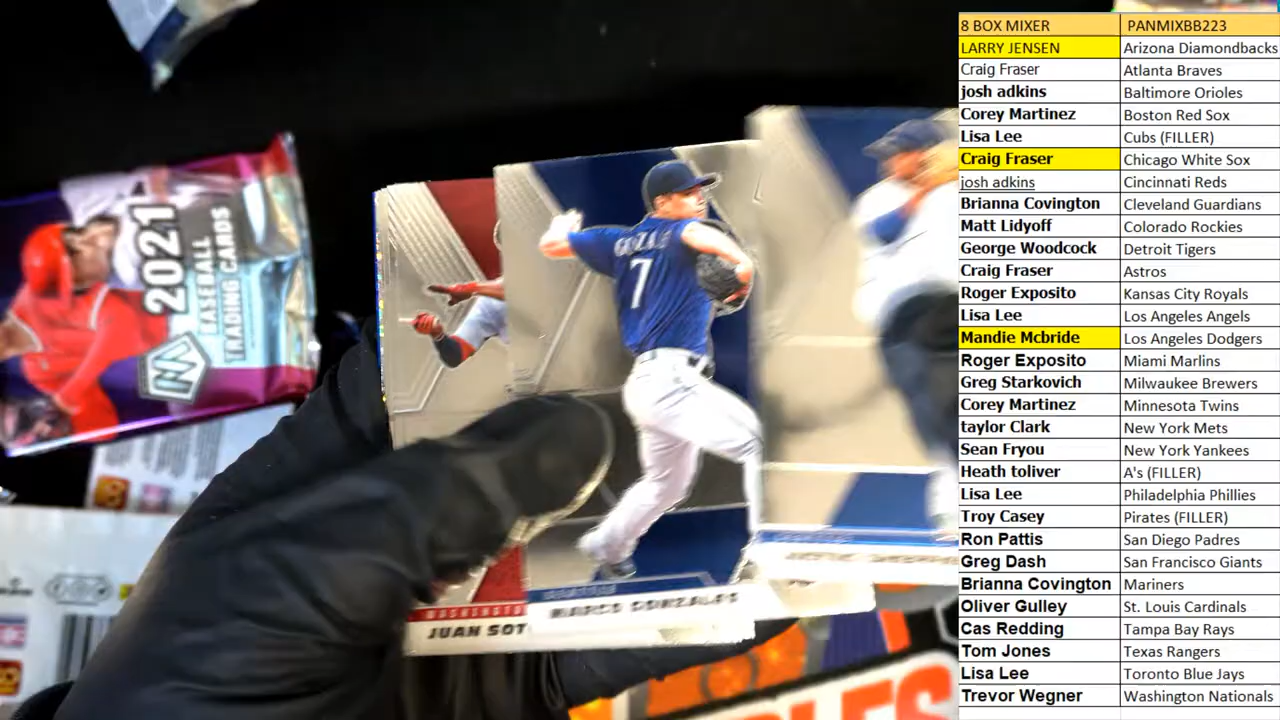 8 BOX MIXER PANMIXBB223
LARRY JENSEN Arizona Diamondbacks
Craig Fraser Atlanta Braves
josh adkins Baltimore Orioles
Corey Martinez Boston Red Sox
Lisa Lee Cubs (FILLER)
Craig Fraser Chicago White Sox
josh adkins Cincinnati Reds
Brianna Covington Cleveland Guardians
Matt Lidyoff Colorado Rockies
George Woodcock Detroit Tigers
Craig Fraser Astros
Roger Exposito Kansas City Royals
Lisa Lee Los Angeles Angels
Mandie Mcbride Los Angeles Dodgers
Roger Exposito Miami Marlins
Greg Starkovich Milwaukee Brewers
Corey Martinez Minnesota Twins
taylor Clark New York Mets
Sean Fryou New York Yankees
Heath toliver A's (FILLER)
Lisa Lee Philadelphia Phillies
Troy Casey Pirates (FILLER)
Ron Pattis San Diego Padres
Greg Dash San Francisco Giants
Brianna Covington Mariners
Oliver Gulley St. Louis Cardinals
Cas Redding Tampa Bay Rays
Tom Jones Texas Rangers
Lisa Lee Toronto Blue Jays
Trevor Wegner Washington Nationals
2021
BASEBALL
TRADING CARDS
7
WASHINGTO
JUAN SOT
SEATTLE
MARCO GONZALES